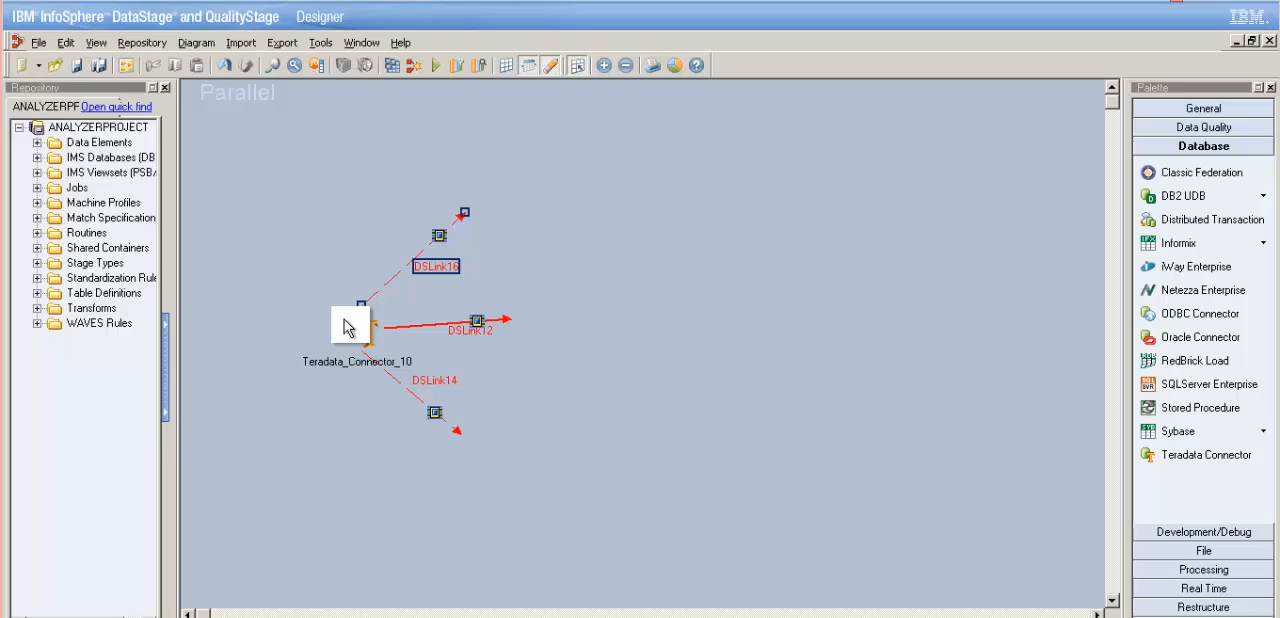 IBM® InfoSphere™ DataStage® and QualityStage® Designer
IBM.
File Edit View Repository Diagram Import Export Tools Window Help
Repository
ANALYZERPF Open quick find
ANALYZERPROJECT
Data Elements
IMS Databases (DB
IMS Viewsets (PSB/
Jobs
Machine Profiles
Match Specification
Routines
Shared Containers
Stage Types
Standardization Rule
Table Definitions
Transforms
WAVES Rules
Parallel
DSLink16
DSLink12
Teradata_Connector_10
DSLink14
Palette
General
Data Quality
Database
Classic Federation
DB2 UDB
Distributed Transaction
Informix
iWay Enterprise
Netezza Enterprise
ODBC Connector
Oracle Connector
RedBrick Load
SQLServer Enterprise
Stored Procedure
Sybase
Teradata Connector
Development/Debug
File
Processing
Real Time
Restructure